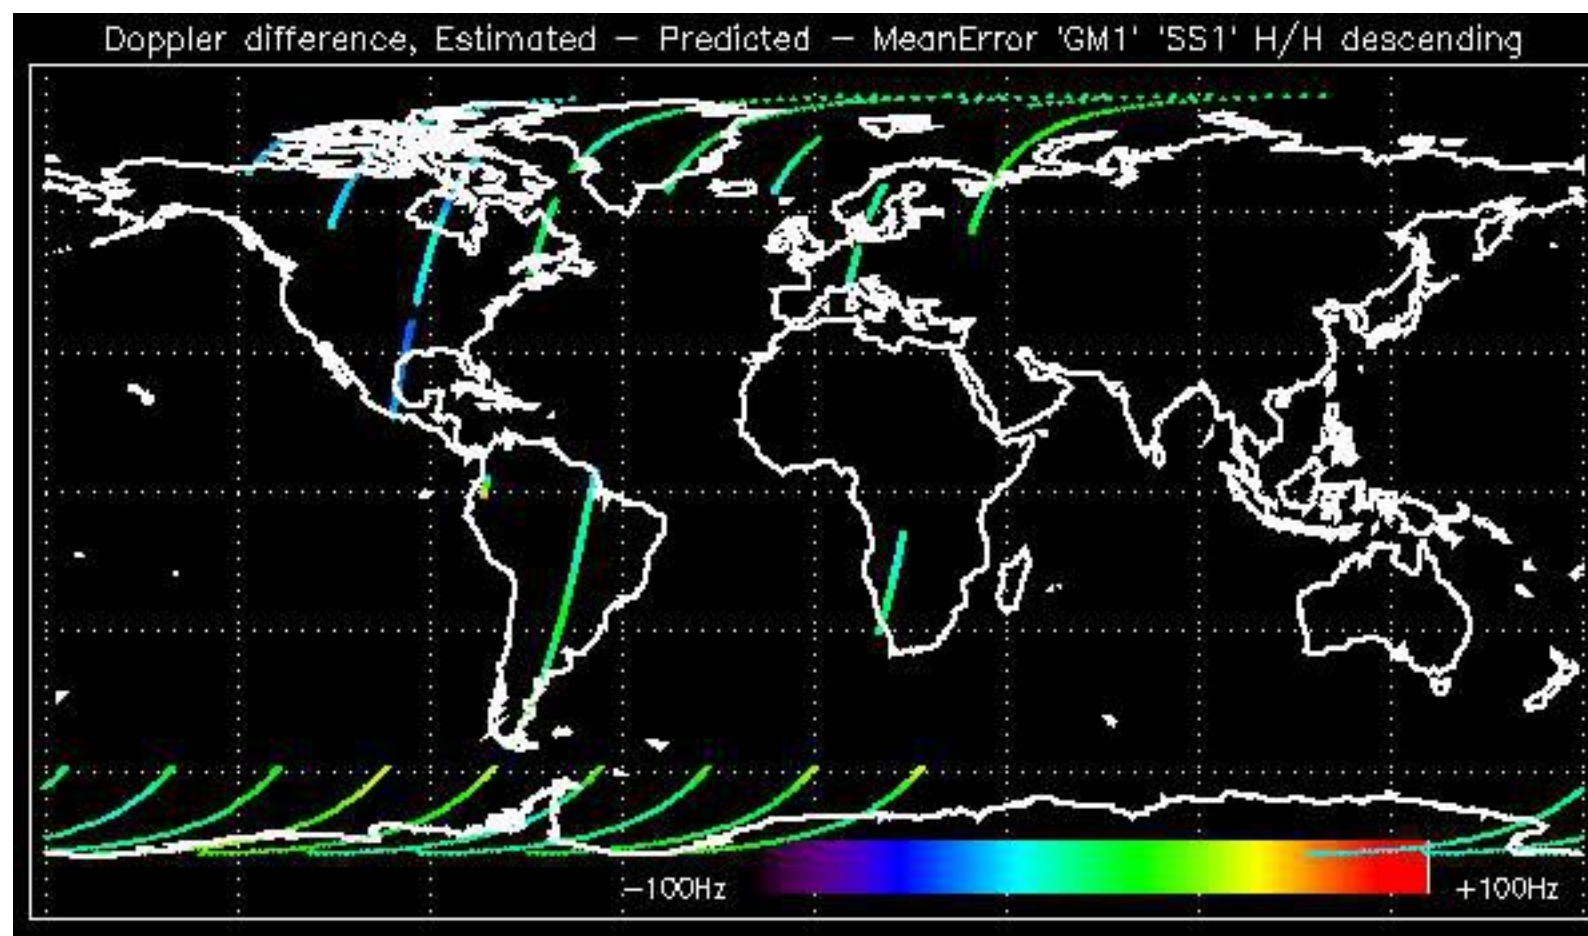 Doppler difference, Estimated – Predicted – MeanError 'GM1' 'SS1' H/H descending
–100Hz
+100Hz